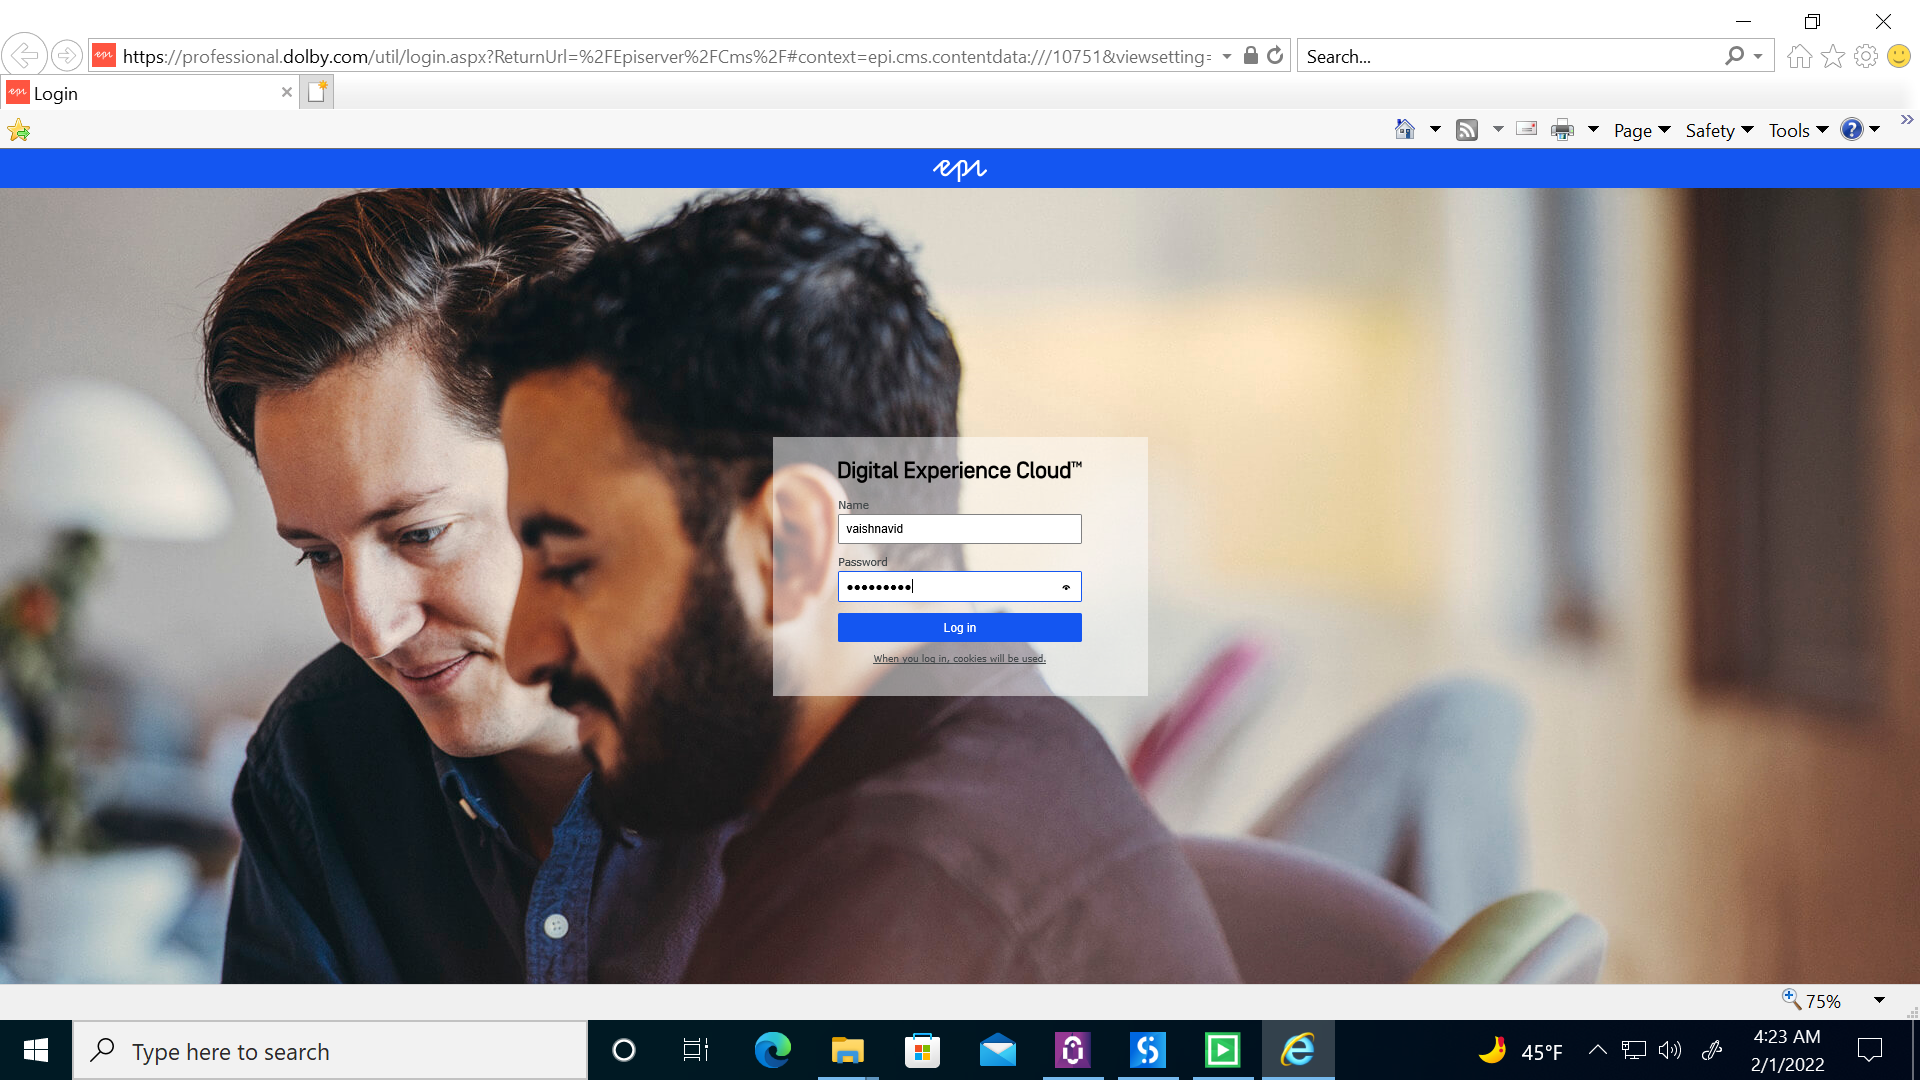 https://professional.dolby.com/util/login.aspx?ReturnUrl=%2FEpiserver%2FCms%2F#context=epi.cms.contentdata:///10751&viewsetting=
Search...
epi Login
Page Safety Tools
epi
Digital Experience Cloud™
Name
vaishnavid
Password
•••••••••
Log in
When you log in, cookies will be used.
75%
Type here to search
45°F
4:23 AM
2/1/2022